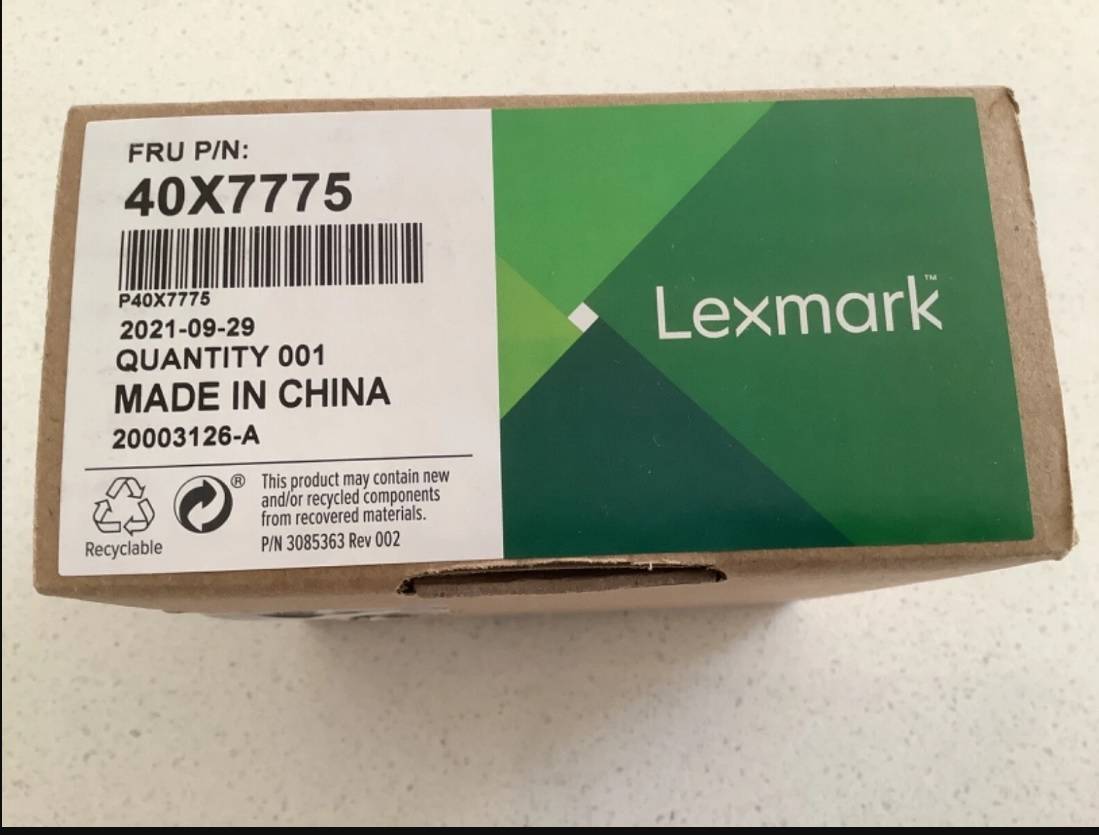 FRU P/N:
40X7775
P40X7775
2021-09-29
QUANTITY 001
MADE IN CHINA
20003126-A
Recyclable
®
This product may contain new
and/or recycled components
from recovered materials.
P/N 3085363 Rev 002
Lexmark™